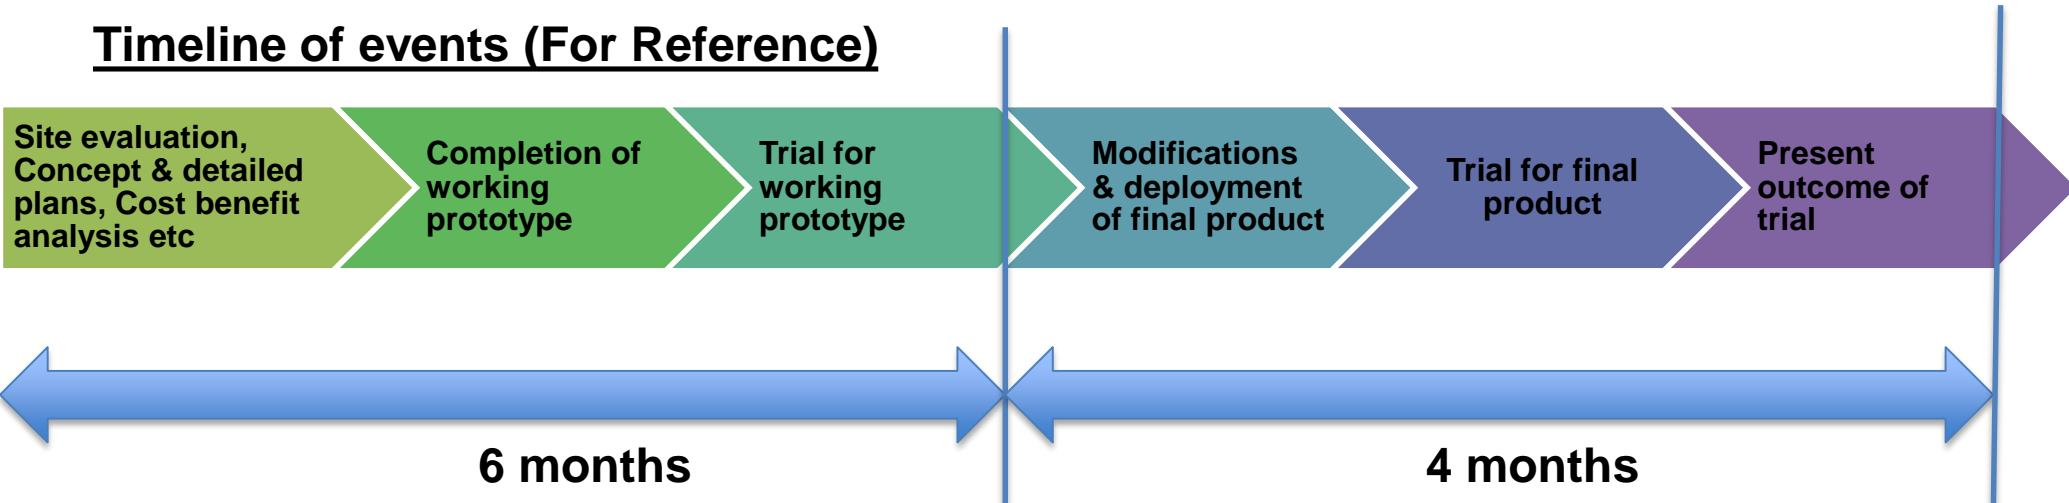 Timeline of events (For Reference)
Site evaluation,
Concept & detailed
plans, Cost benefit
analysis etc
Completion of
working
prototype
Trial for
working
prototype
Modifications
& deployment
of final product
Trial for final
product
Present
outcome of
trial
6 months
4 months